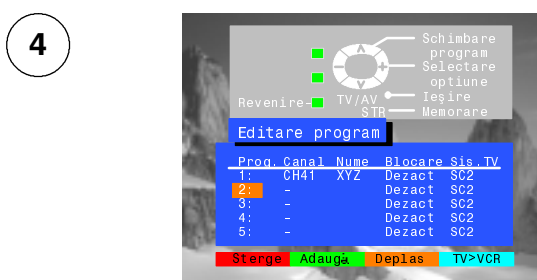 4
Schimbare
program
Selectare
optiune
Revenire
TV/AV
Ieşire
STR
Memorare
Editare program
Prog. Canal Nume Blocare Sis.TV
1: CH41 XYZ Dezact SC2
2: - Dezact SC2
3: - Dezact SC2
4: - Dezact SC2
5: - Dezact SC2
Sterge Adaugă Deplas TV>VCR